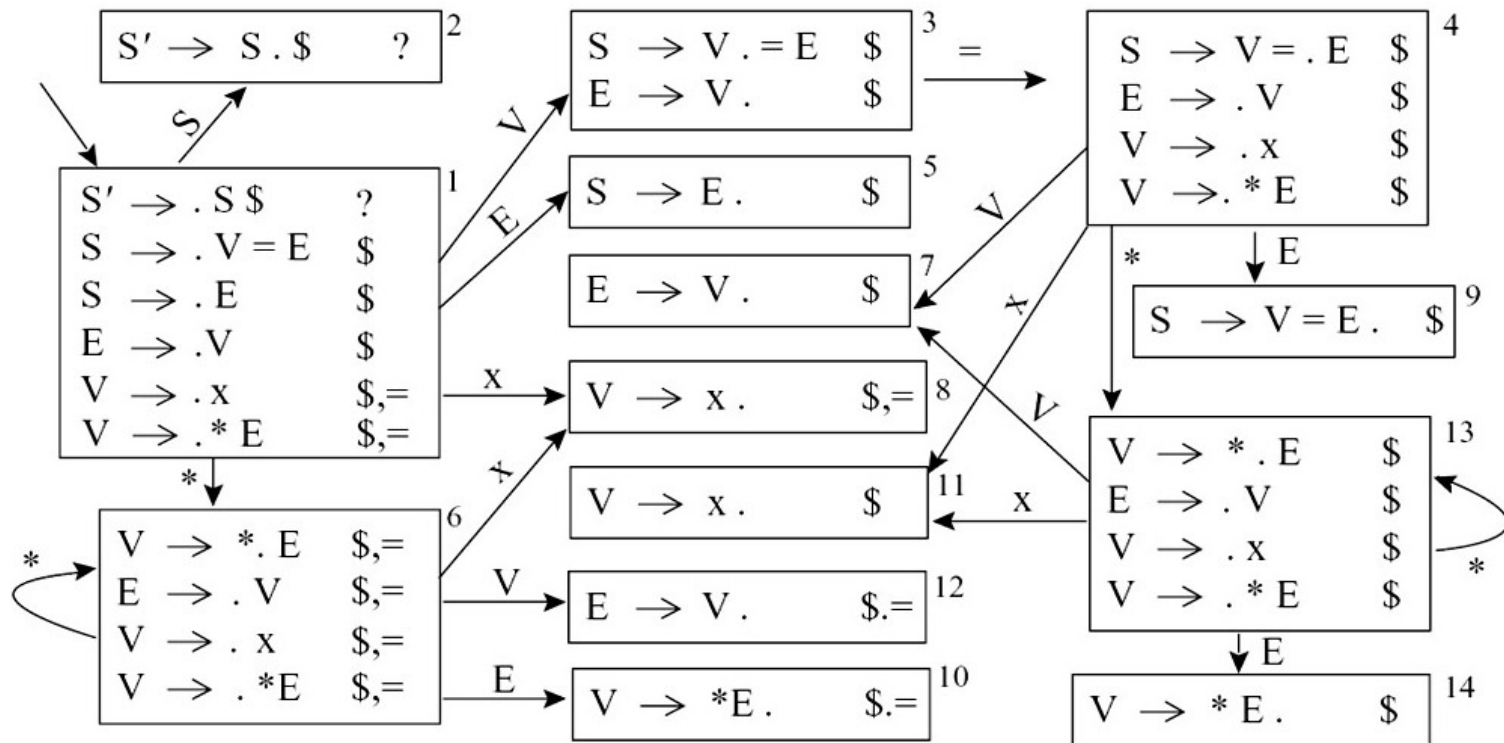 2
S′ → S . $ ?
S
1
S′ → . S $ ?
S → . V = E $
S → . E $
E → . V $
V → . x $,=
V → . * E $,=
V
E
x
*
3
S → V . = E $
E → V . $
=
4
S → V = . E $
E → . V $
V → . x $
V → . * E $
5
S → E . $
7
E → V . $
V
x
*
E
9
S → V = E . $
8
V → x . $,=
11
V → x . $
V
x
13
V → * . E $
E → . V $
V → . x $
V → . * E $
*
E
14
V → * E . $
6
V → *. E $,=
E → . V $,=
V → . x $,=
V → . *E $,=
*
x
V
E
12
E → V . $.=
10
V → *E . $.=